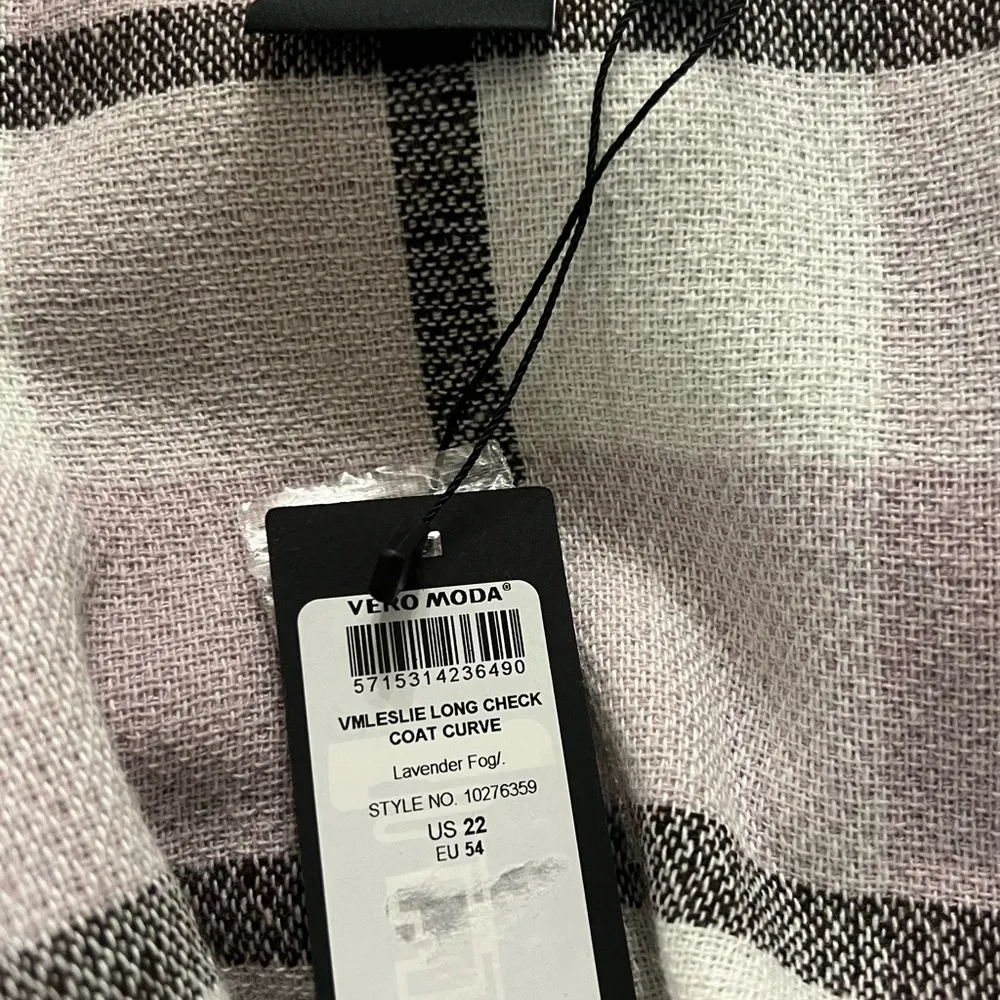 VERO MODA®
5715314236490
VMLESLIE LONG CHECK
COAT CURVE
Lavender Fog/.
STYLE NO. 10276359
US 22
EU 54